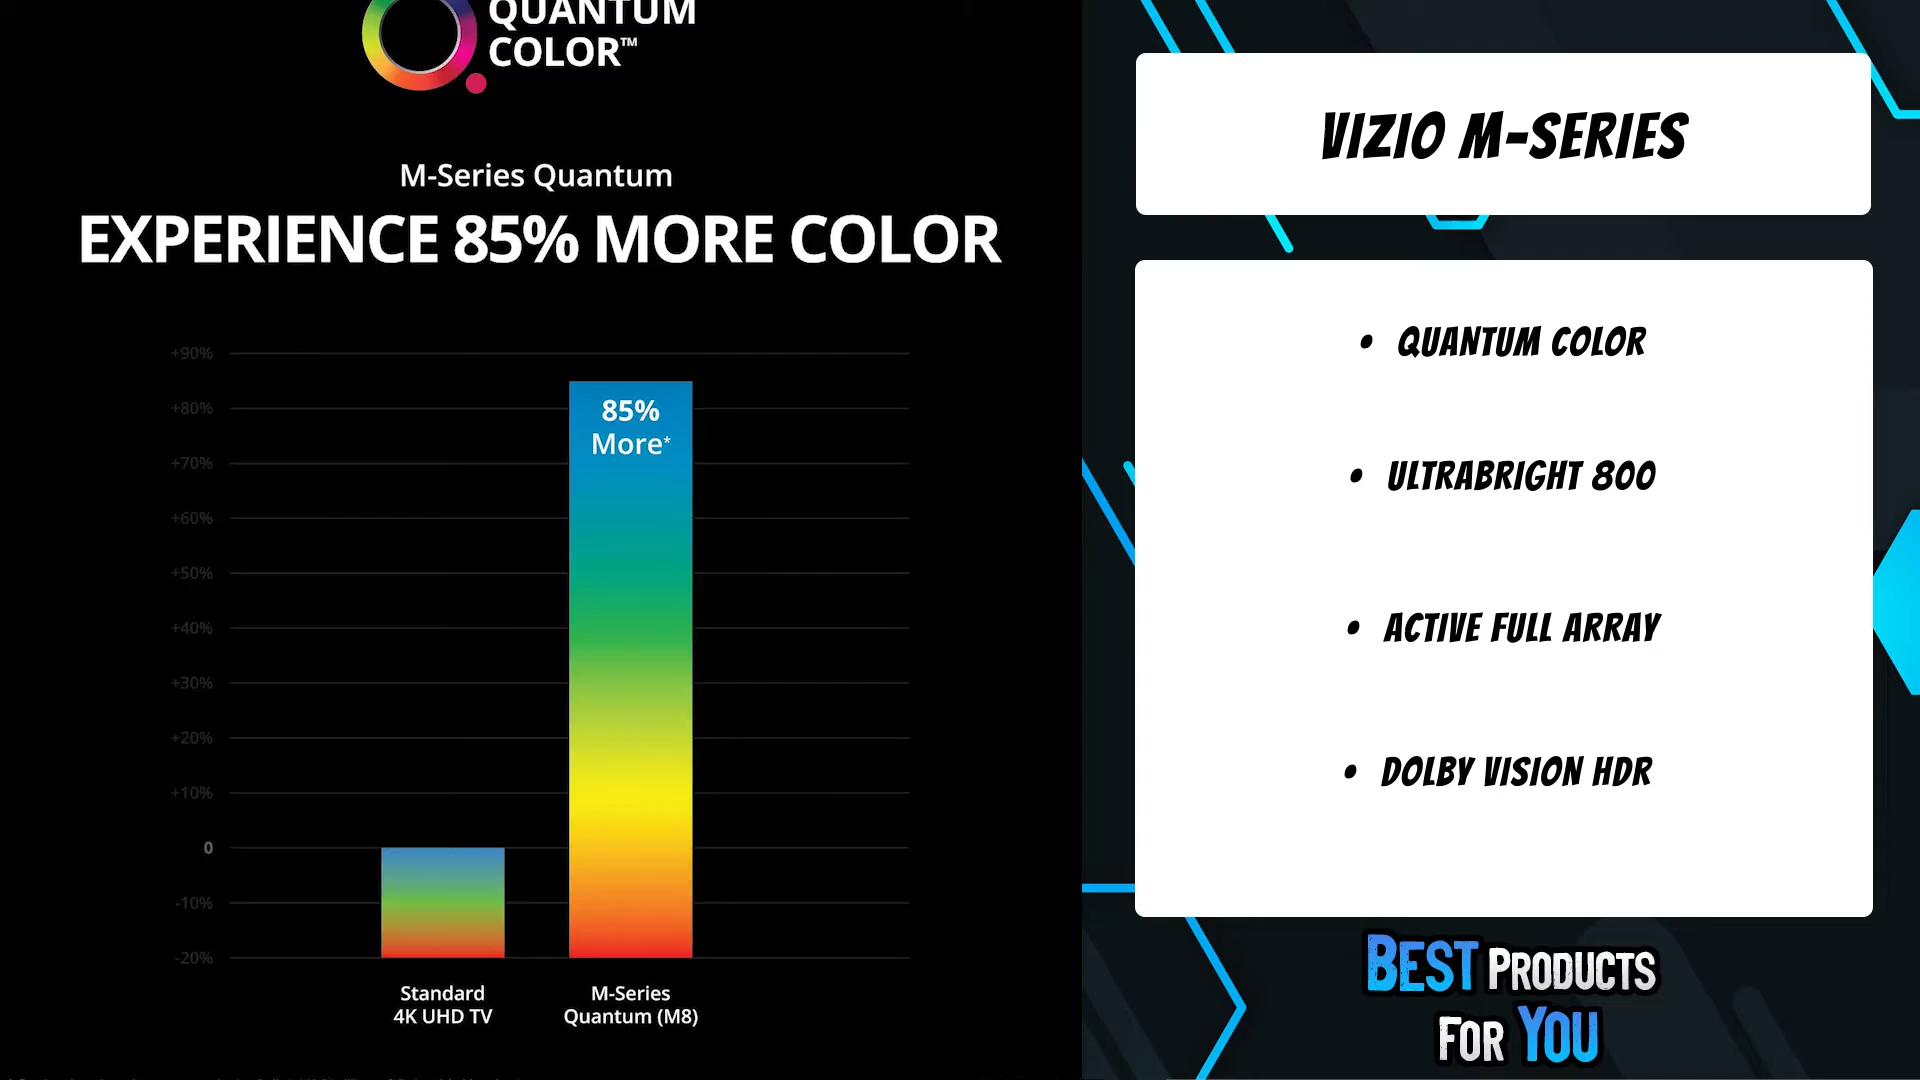 QUANTUM
COLOR™
M-Series Quantum
EXPERIENCE 85% MORE COLOR
+90%
+80%
+70%
+60%
+50%
+40%
+30%
+20%
+10%
0
-10%
-20%
85%
More*
Standard
4K UHD TV
M-Series
Quantum (M8)
VIZIO M-SERIES
• QUANTUM COLOR
• ULTRABRIGHT 800
• ACTIVE FULL ARRAY
• DOLBY VISION HDR
BEST PRODUCTS
FOR YOU